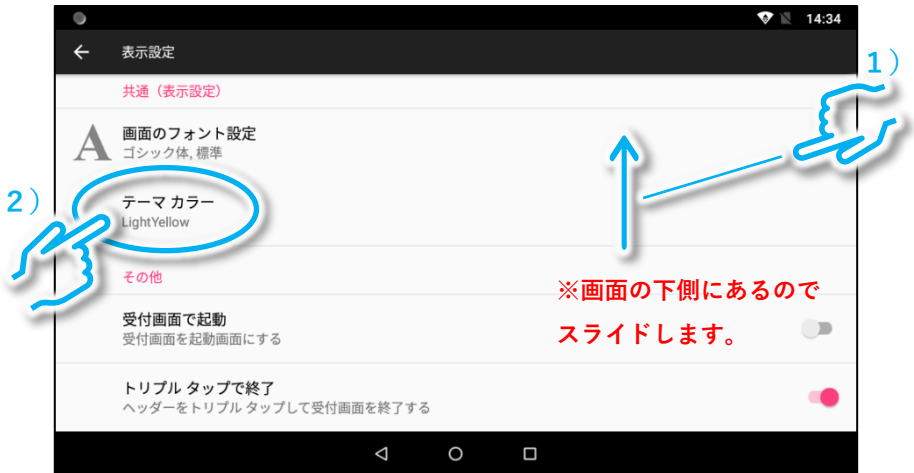 14:34
表示設定
1）
共通（表示設定）
A
画面のフォント設定
ゴシック体, 標準
2）
テーマ カラー
LightYellow
その他
※画面の下側にあるので
スライドします。
受付画面で起動
受付画面を起動画面にする
トリプル タップで終了
ヘッダーをトリプル タップして受付画面を終了する